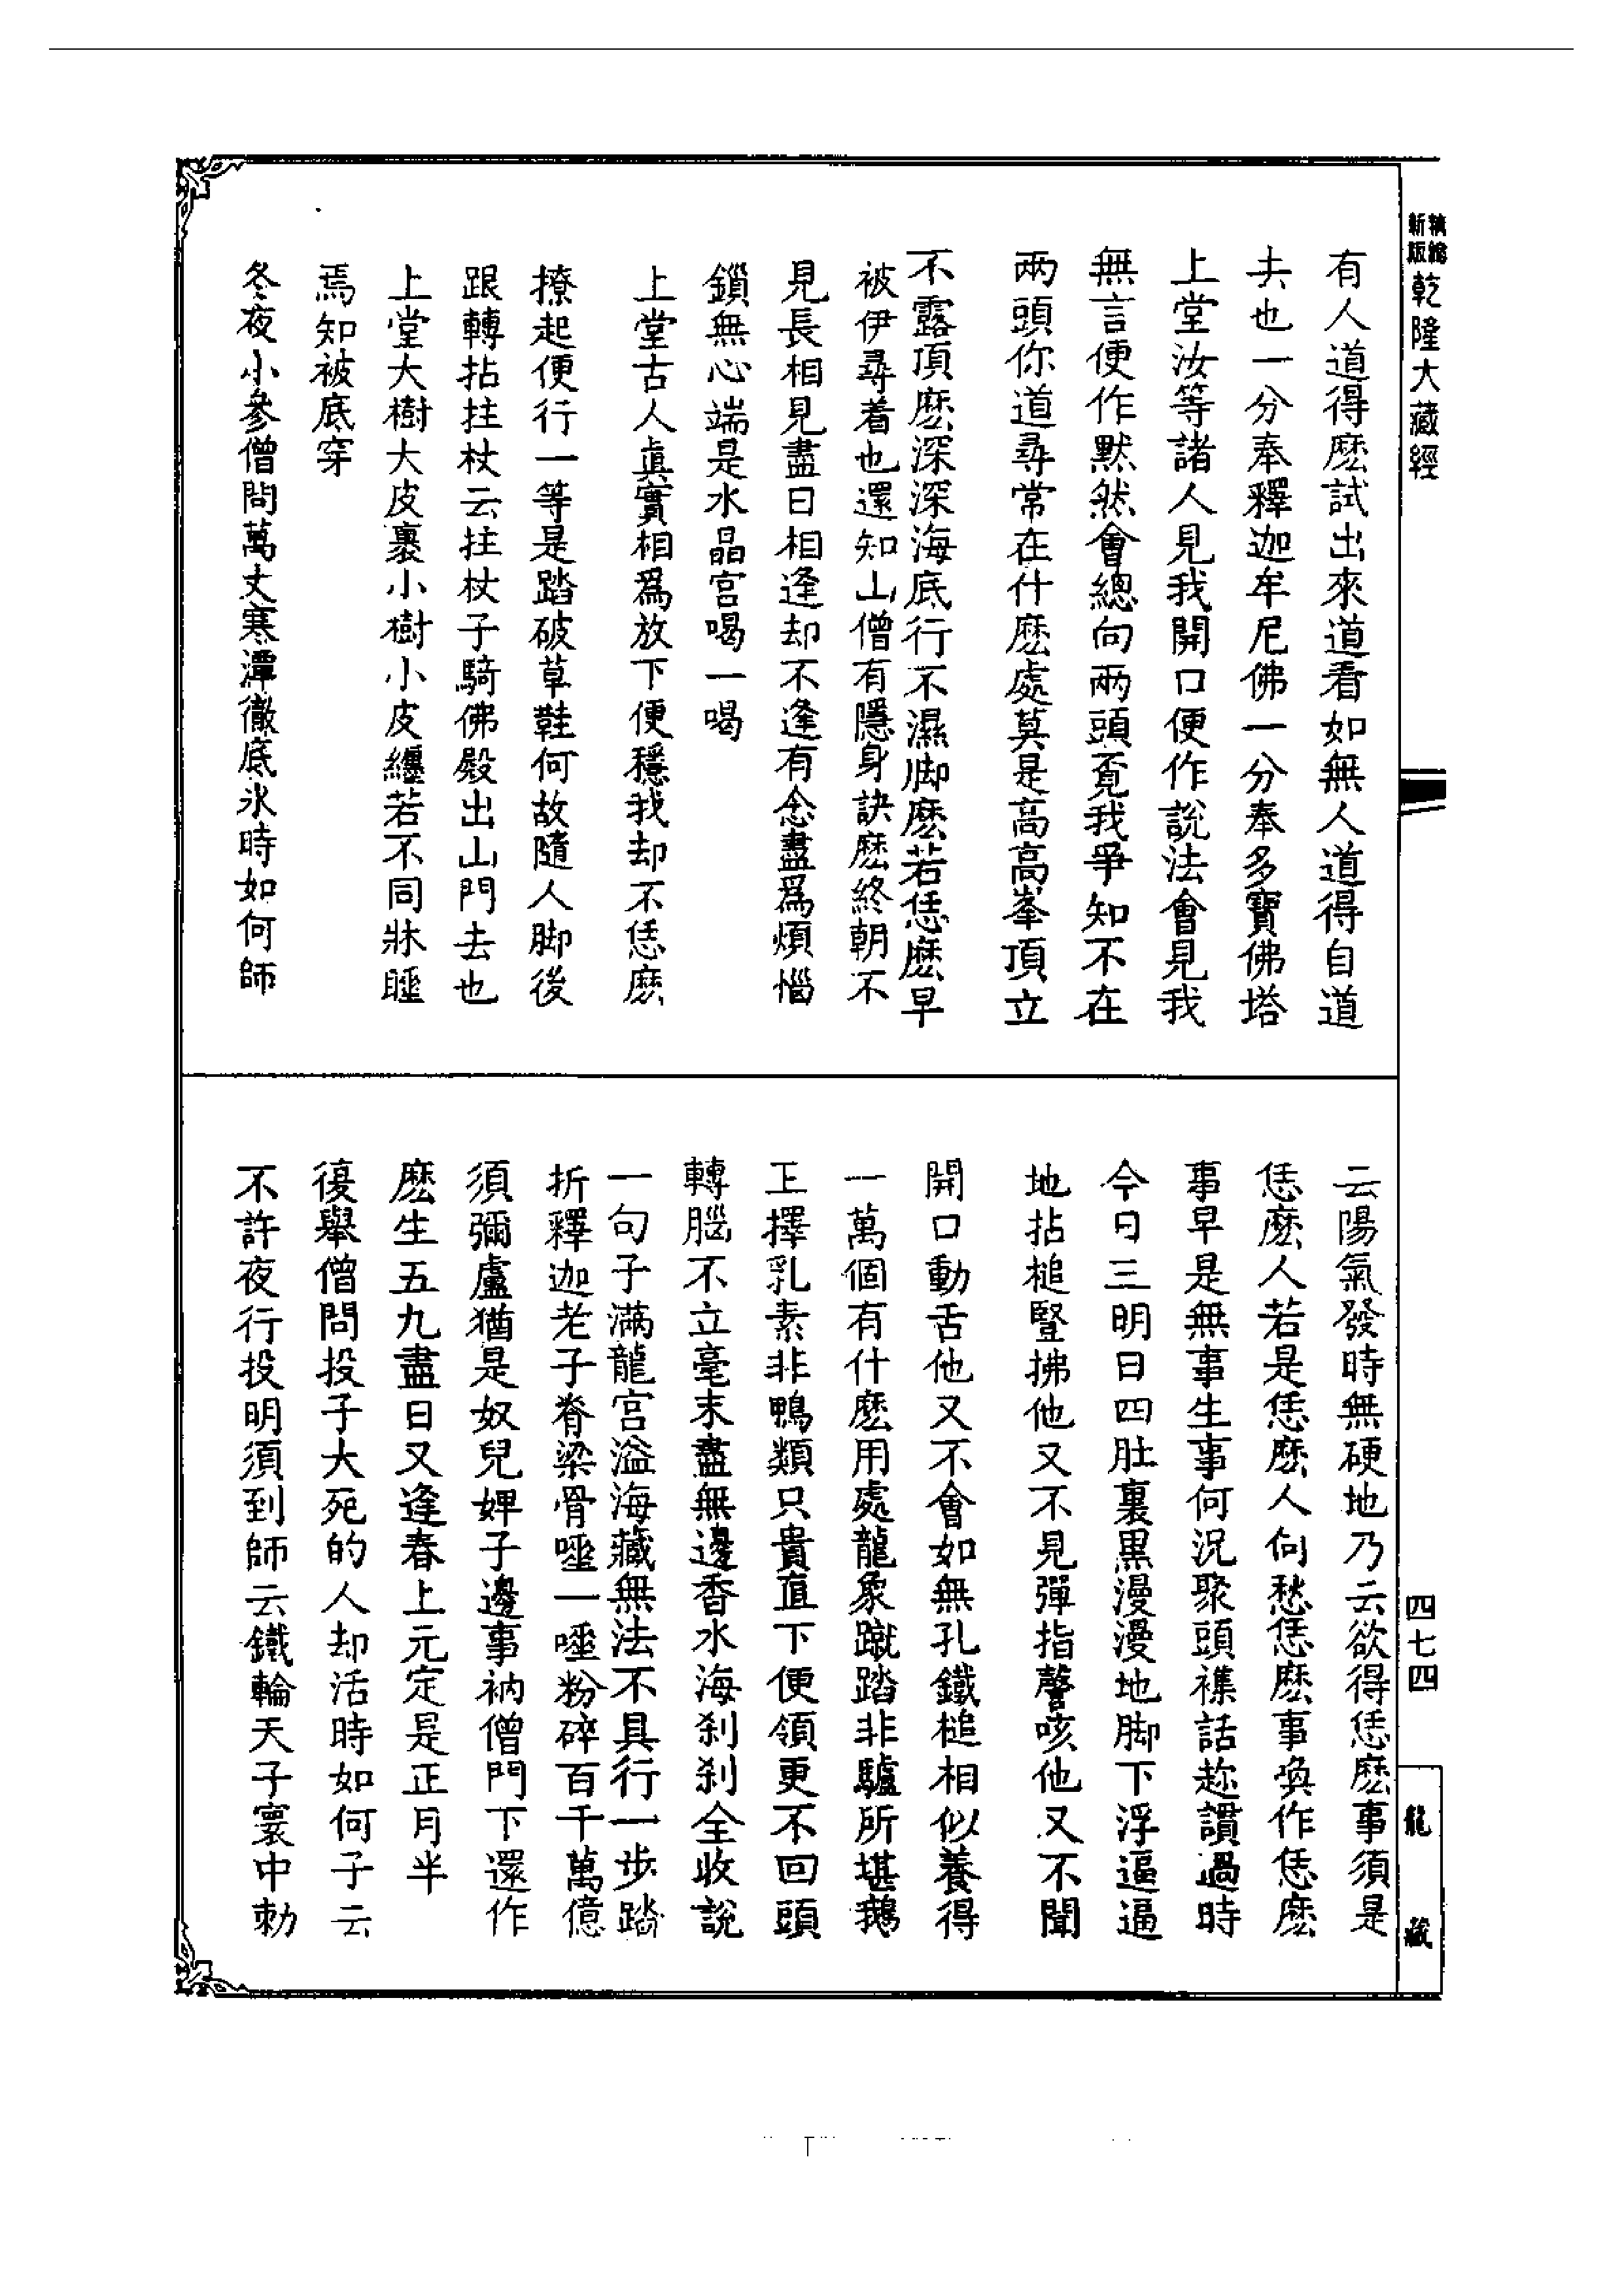 新編
縮版
乾隆大藏經
有人道得麽試出來道看如無人道得自道
去也一分奉釋迦牟尼佛一分奉多寶佛塔
上堂汝等諸人見我開口便作說法會見我
無言便作默然會總向兩頭覔我爭知不在
兩頭你道尋常在什麽處莫是高高峯頂立
不露頂麽深深海底行不濕脚麽若恁麽早
被伊尋着也還知山僧有隱身訣麽終朝不
見長相見盡日相逢却不逢有念盡爲煩惱
鎖無心端是水晶宫喝一喝
上堂古人眞實相爲放下便穩我却不恁麽
撩起便行一等是踏破草鞋何故隨人脚後
跟轉拈拄杖云拄杖子騎佛殿出山門去也
上堂大樹大皮裹小樹小皮纏若不同牀睡
焉知被底穿
冬夜小參僧問萬丈寒潭徹底氷時如何師
云陽氣發時無硬地乃云欲得恁麽事須是
恁麽人若是恁麽人何愁恁麽事喚作恁麽
事早是無事生事何況聚頭襍話趂讃過時
今日三明日四肚裏黒漫漫地脚下浮逼逼
地拈槌豎拂他又不見彈指謦咳他又不聞
開口動舌他又不會如無孔鐵槌相似養得
一萬個有什麽用處龍象蹴踏非驢所堪鵝
王擇乳素非鴨類只貴直下便領更不回頭
轉腦不立毫末盡無邊香水海刹刹全收說
一句子滿龍宫溢海藏無法不具行一步踏
折釋迦老子脊梁骨唾一唾粉碎百千萬億
須彌盧猶是奴兒婢子邊事衲僧門下還作
麽生五九盡日又逢春上元定是正月半
復舉僧問投子大死的人却活時如何子云
不許夜行投明須到師云鐵輪天子寰中勅
四七四
龍藏